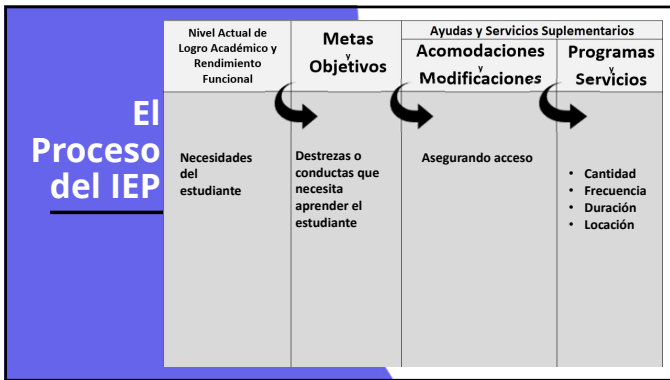 El
Proceso
del IEP
Nivel Actual de
Logro Académico y
Rendimiento
Funcional
Metas
y
Objetivos
Ayudas y Servicios Suplementarios
Acomodaciones
y
Modificaciones
Programas
y
Servicios
Necesidades
del
estudiante
Destrezas o
conductas que
necesita
aprender el
estudiante
Asegurando acceso
• Cantidad
• Frecuencia
• Duración
• Locación